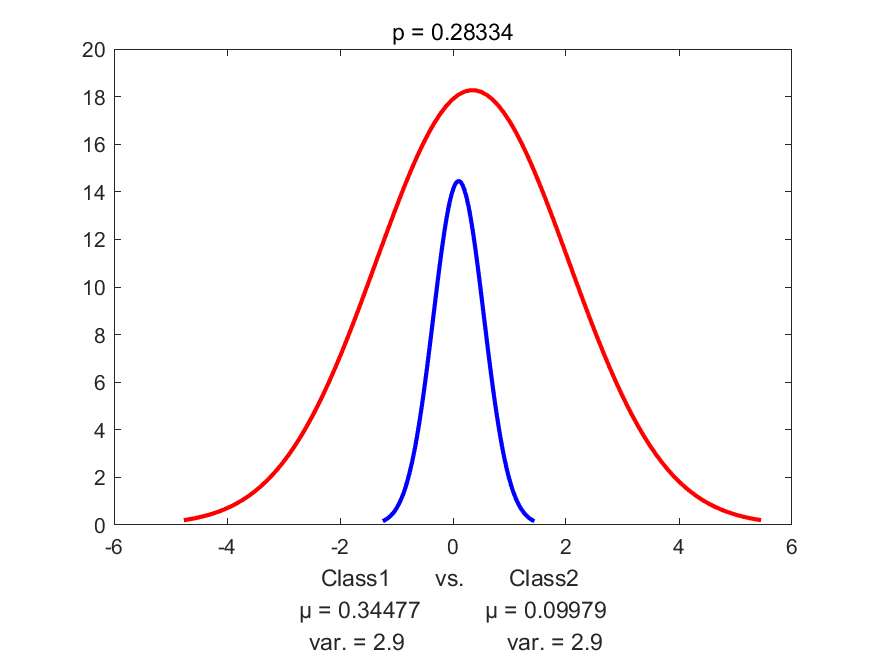 p = 0.28334
20
18
16
14
12
10
8
6
4
2
0
-6 -4 -2 0 2 4 6
Class1 vs. Class2
μ = 0.34477 μ = 0.09979
var. = 2.9 var. = 2.9